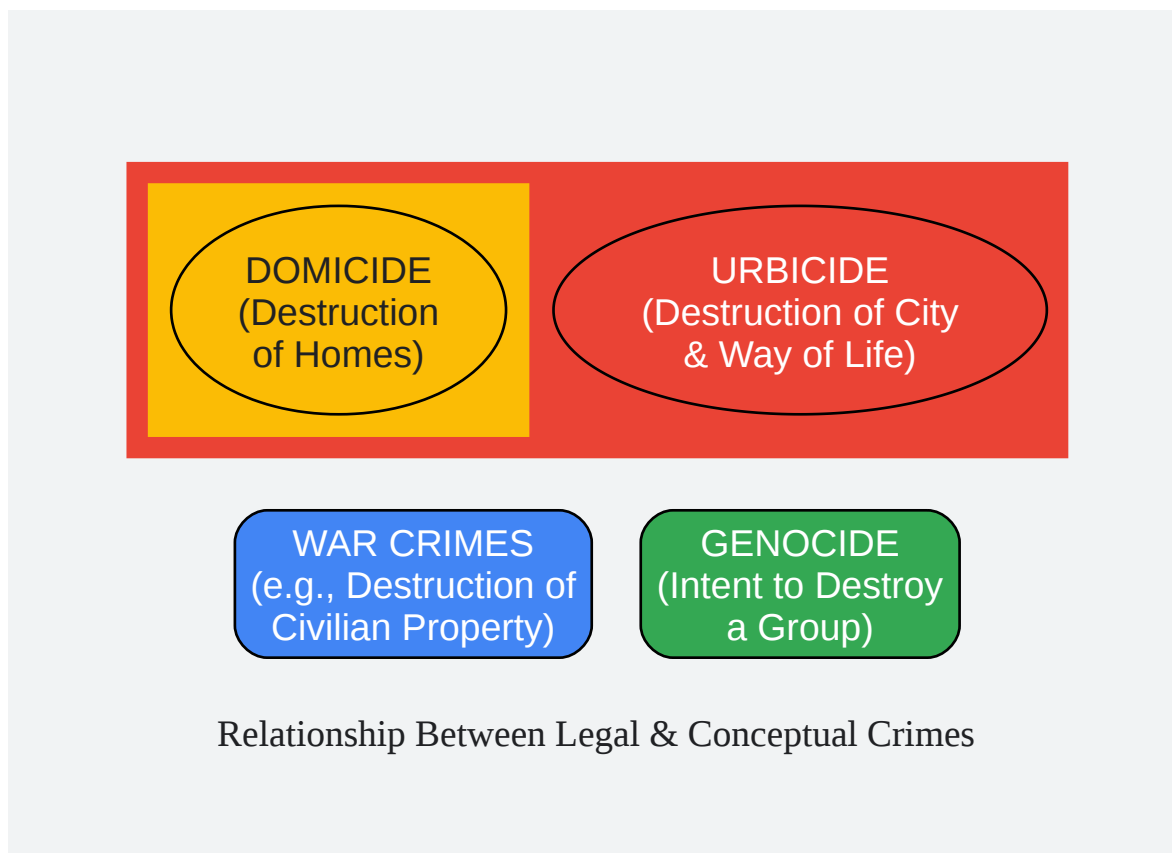 DOMICIDE
(Destruction
of Homes)
URBICIDE
(Destruction of City
& Way of Life)
WAR CRIMES
(e.g., Destruction of
Civilian Property)
GENOCIDE
(Intent to Destroy
a Group)
Relationship Between Legal & Conceptual Crimes